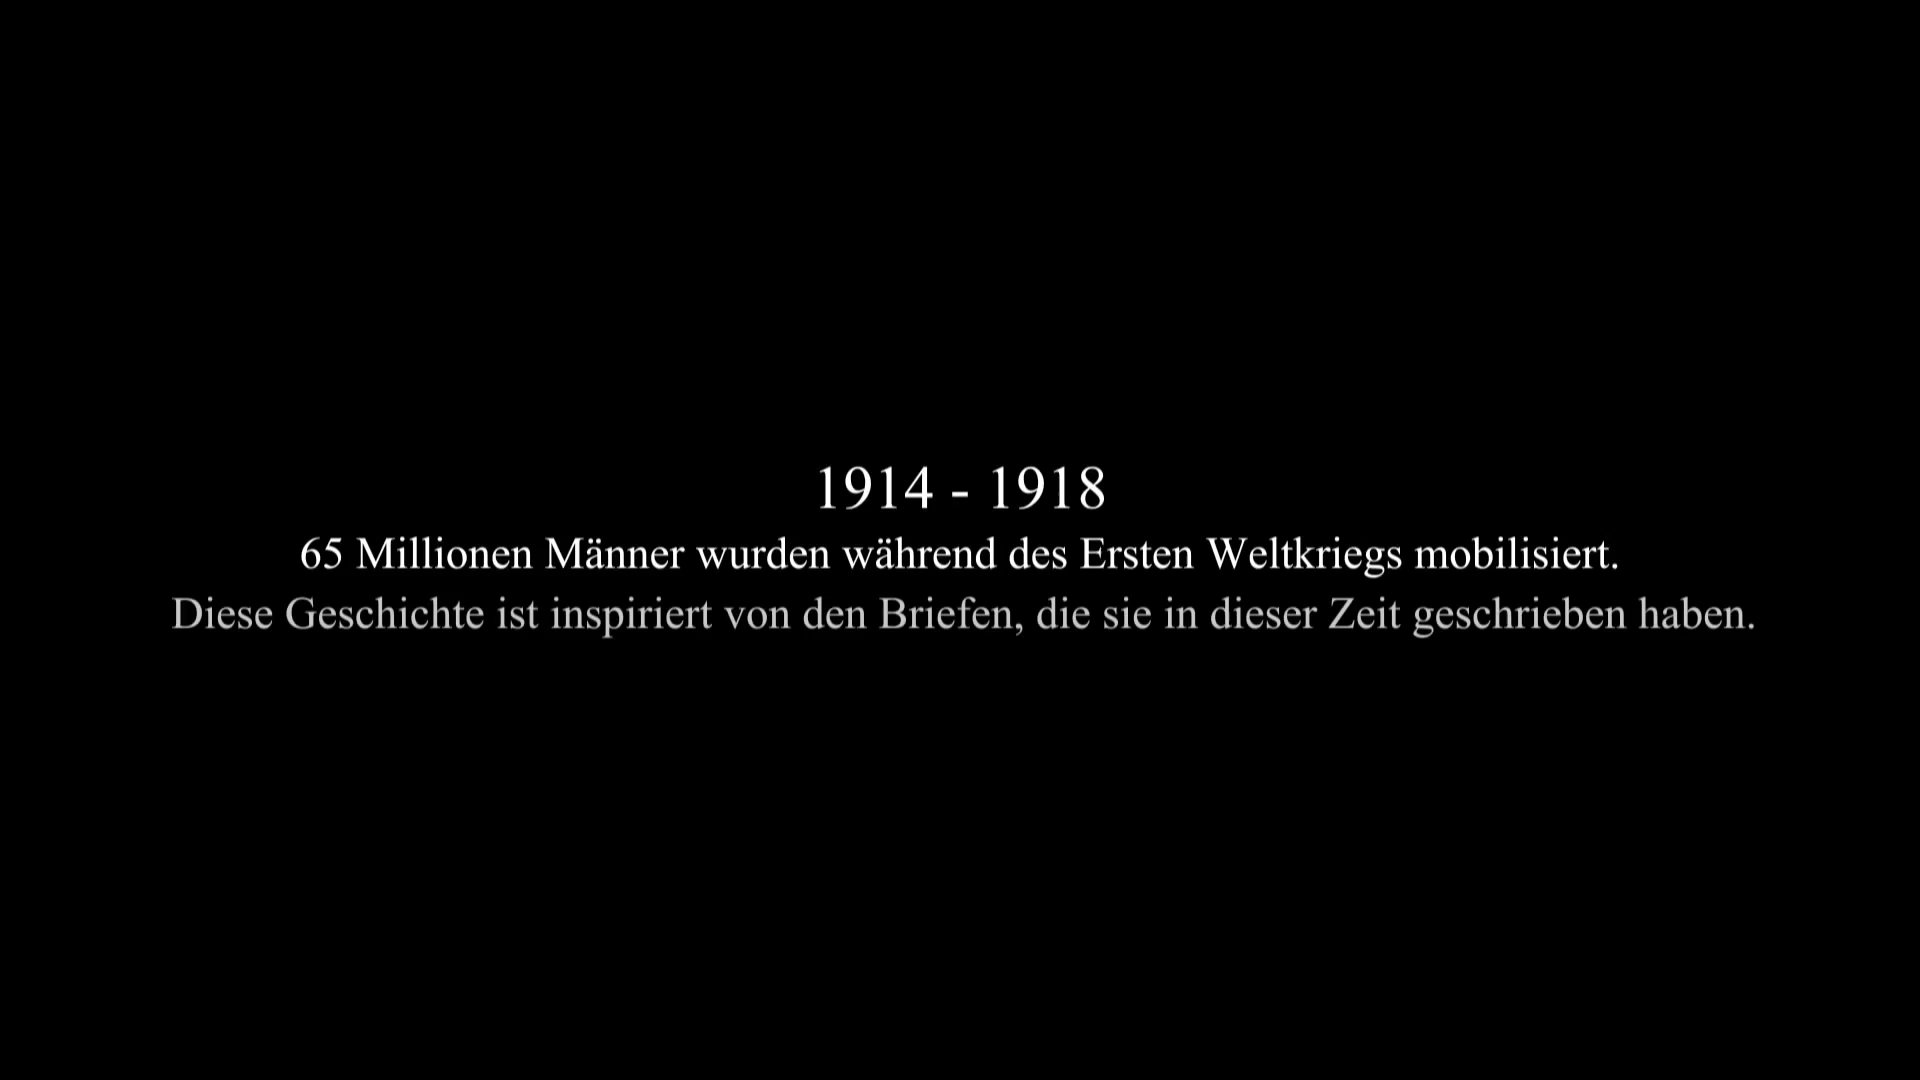 1914 - 1918
65 Millionen Männer wurden während des Ersten Weltkriegs mobilisiert.
Diese Geschichte ist inspiriert von den Briefen, die sie in dieser Zeit geschrieben haben.